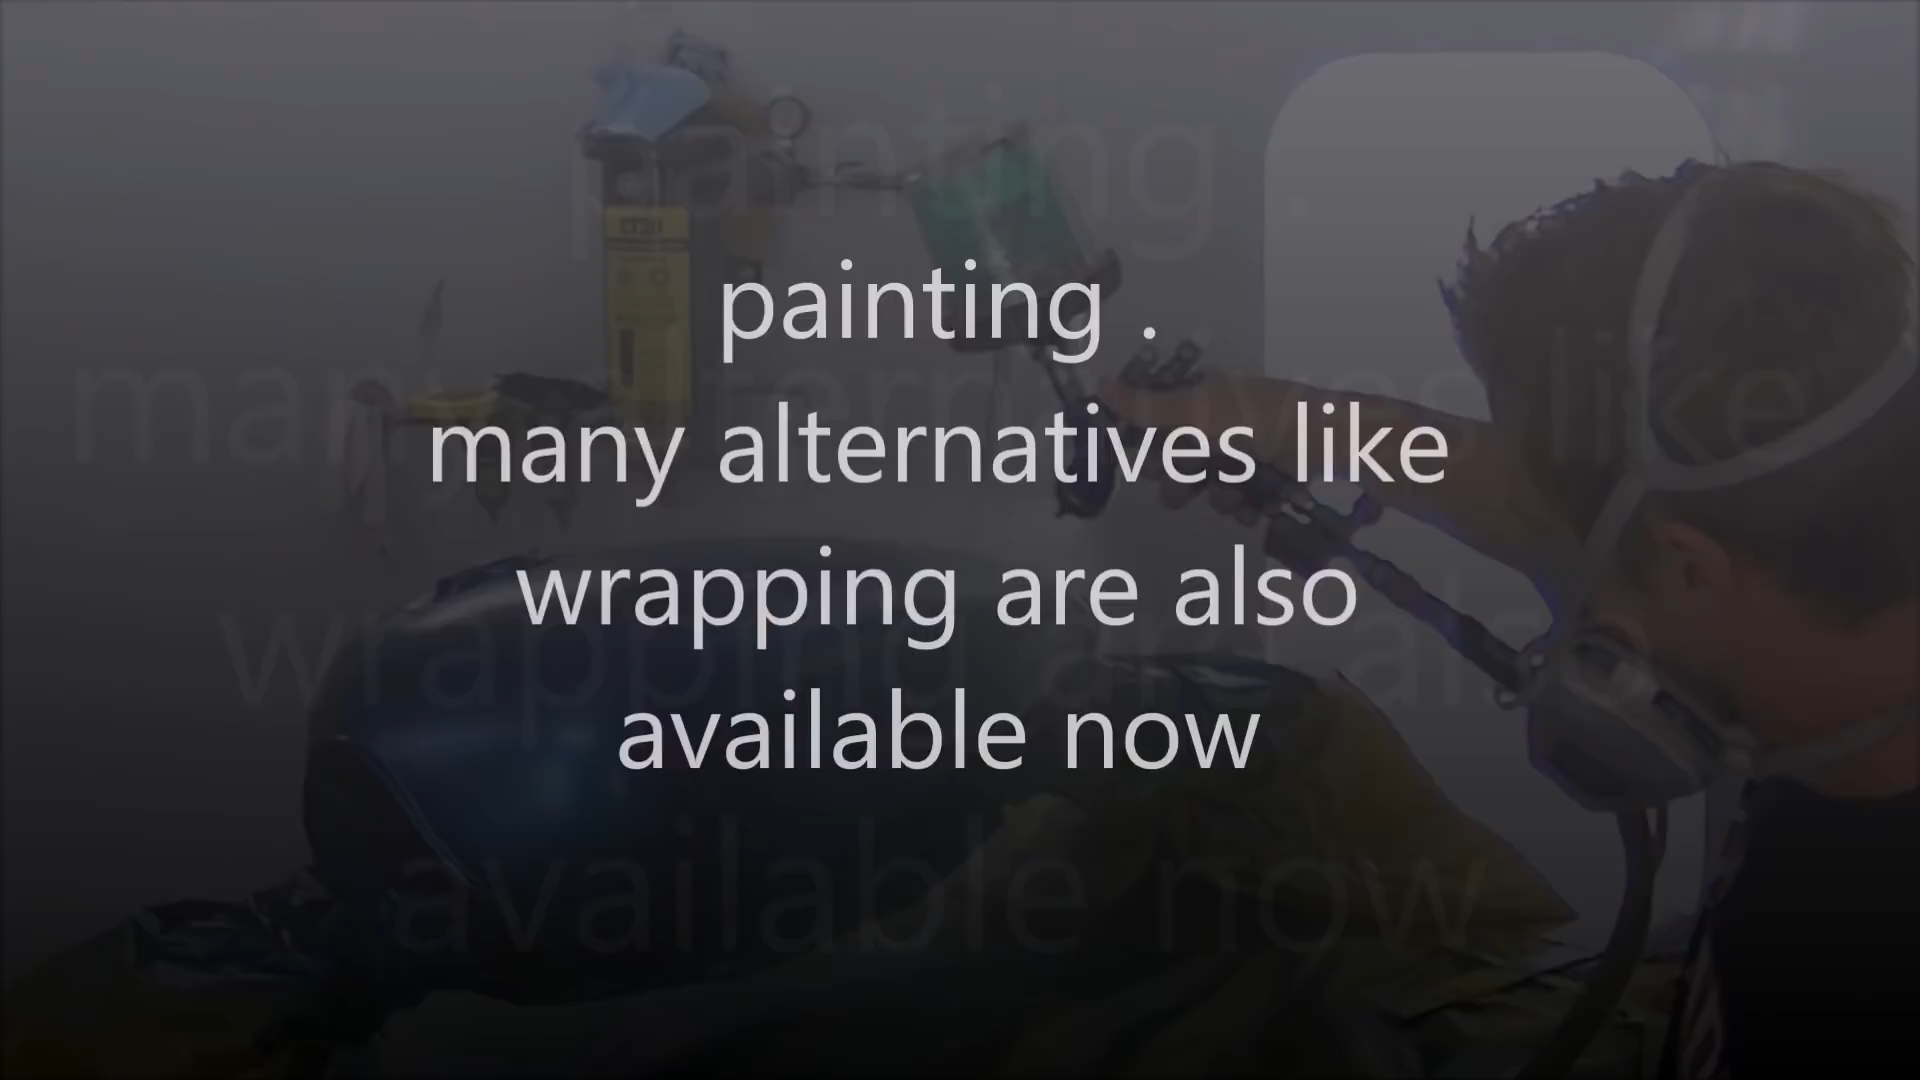 painting .
many alternatives like
wrapping are also
available now